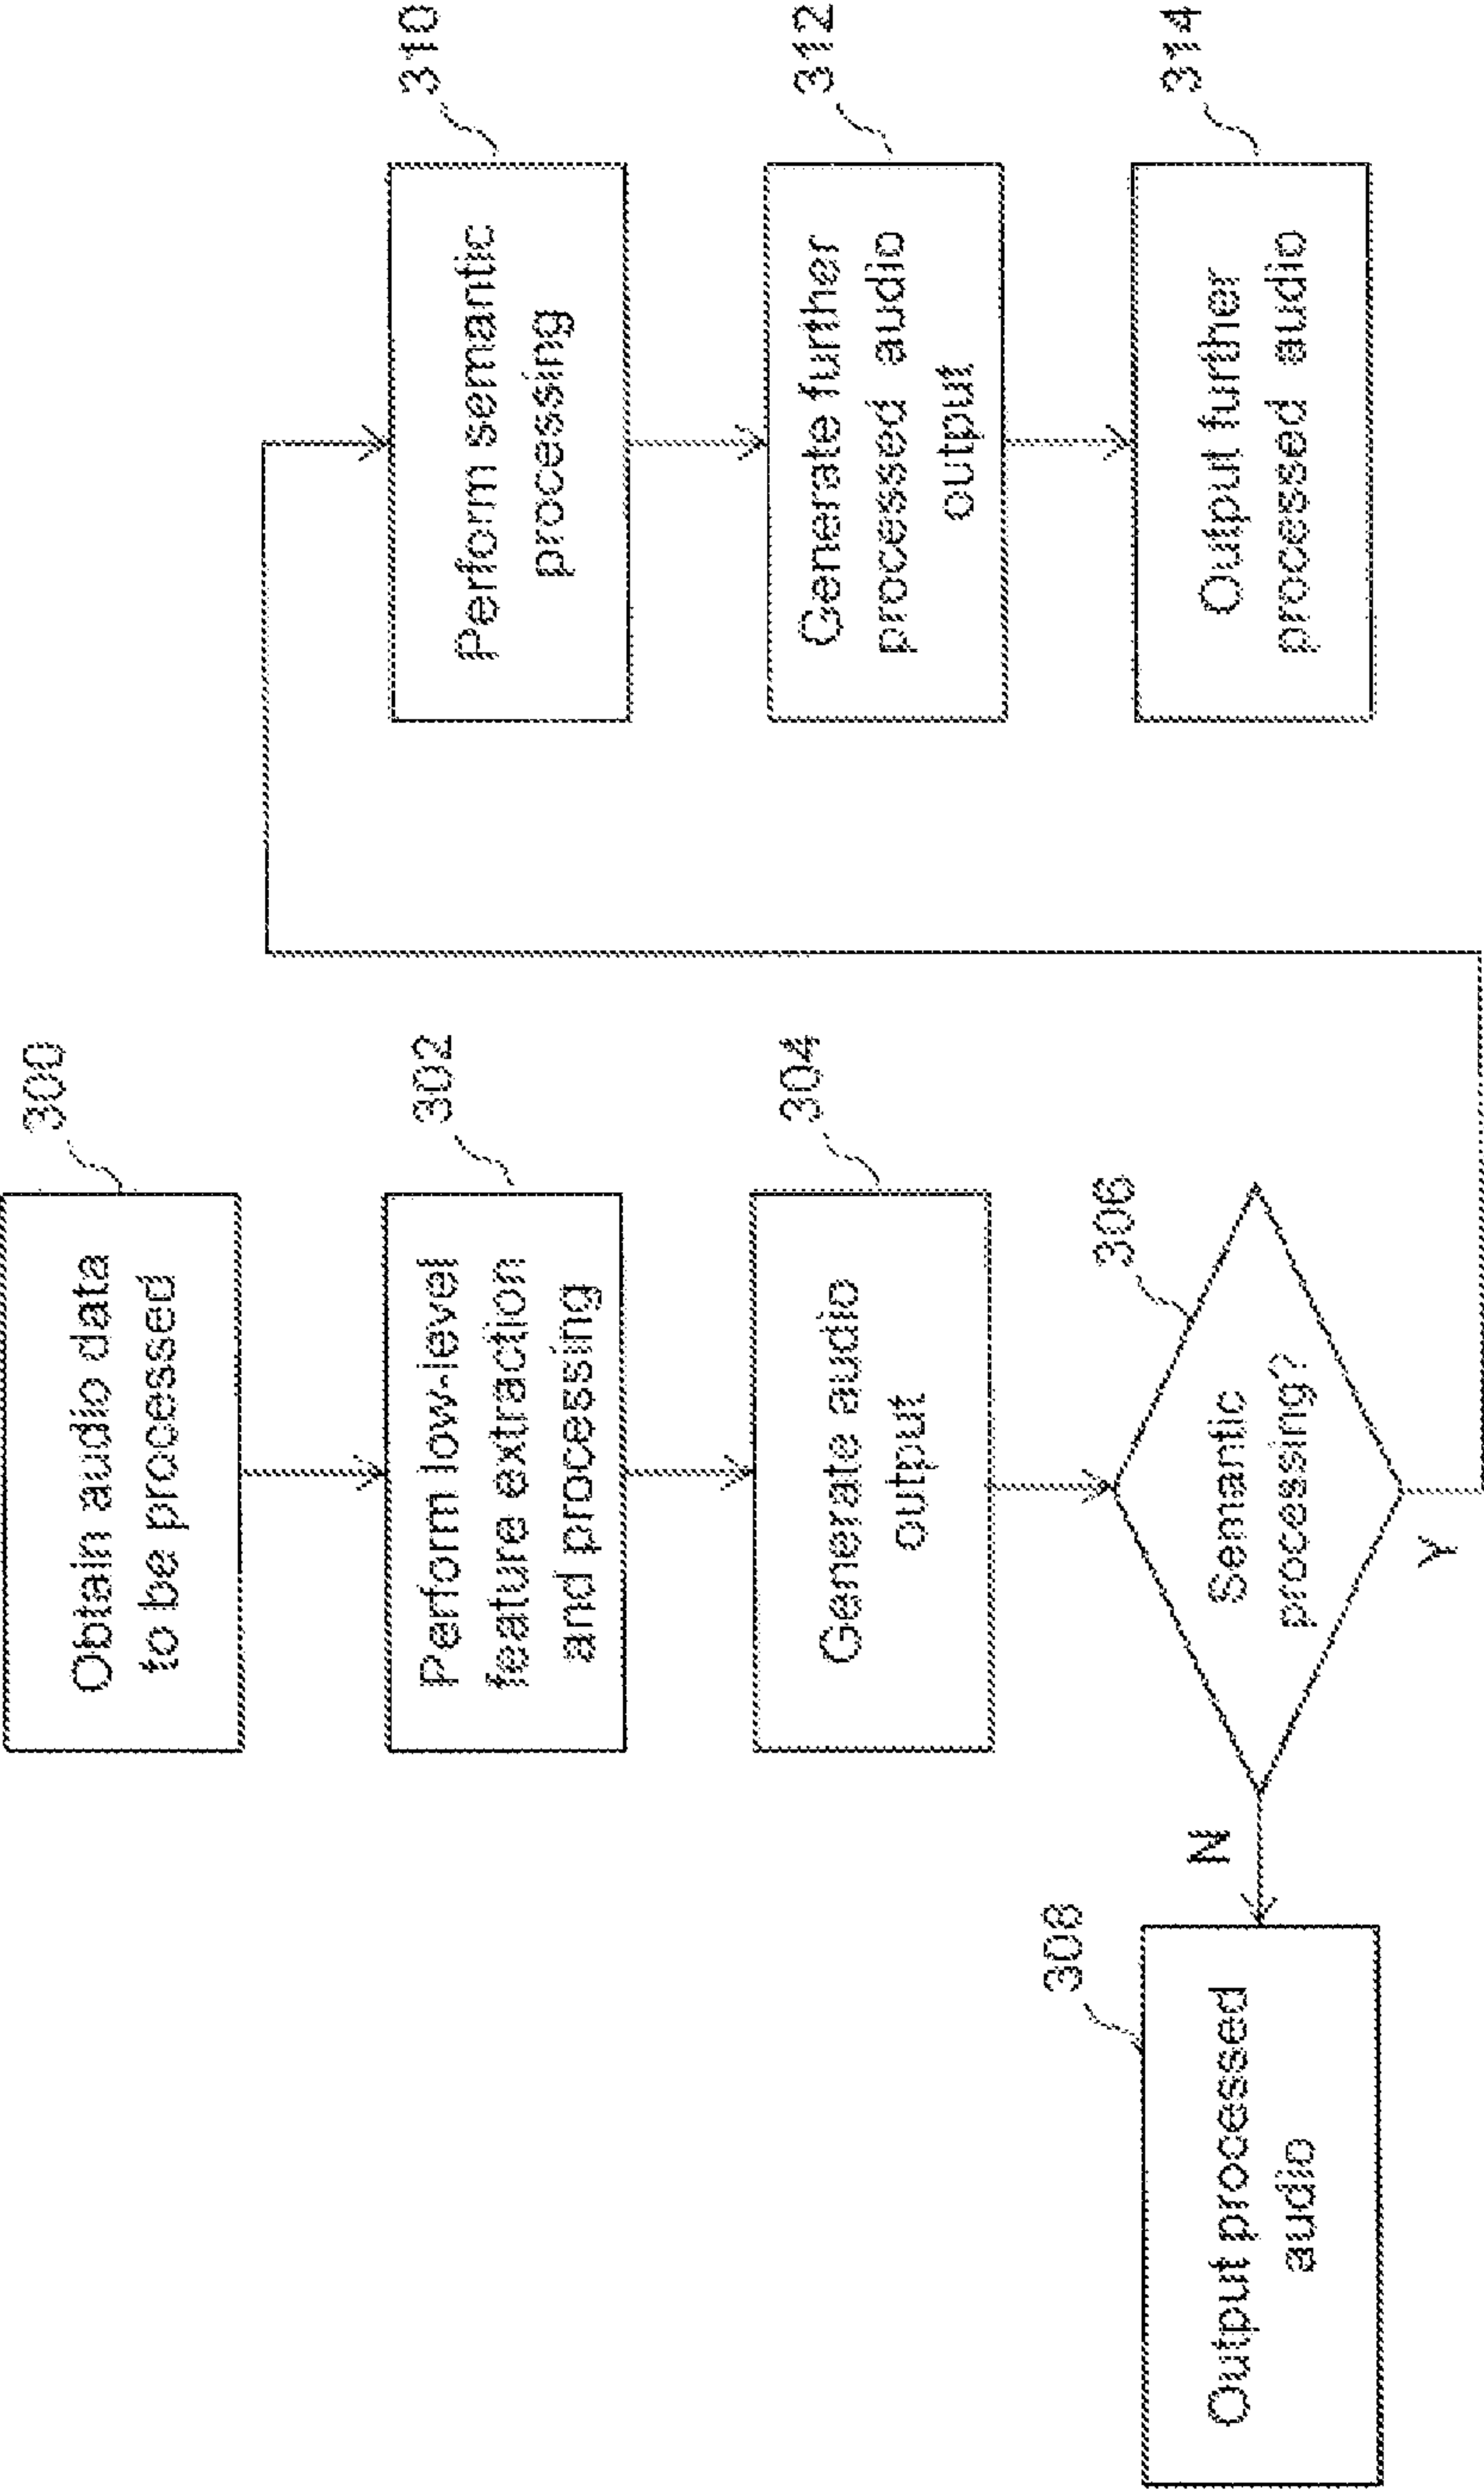 300
Obtain audio data
to be processed
302
Perform low-level
feature extraction
and processing
304
Generate audio
output
306
Semantic
processing?
N
Y
308
Output processed
audio
310
Perform semantic
processing
312
Generate further
processed audio
output
314
Output further
processed audio